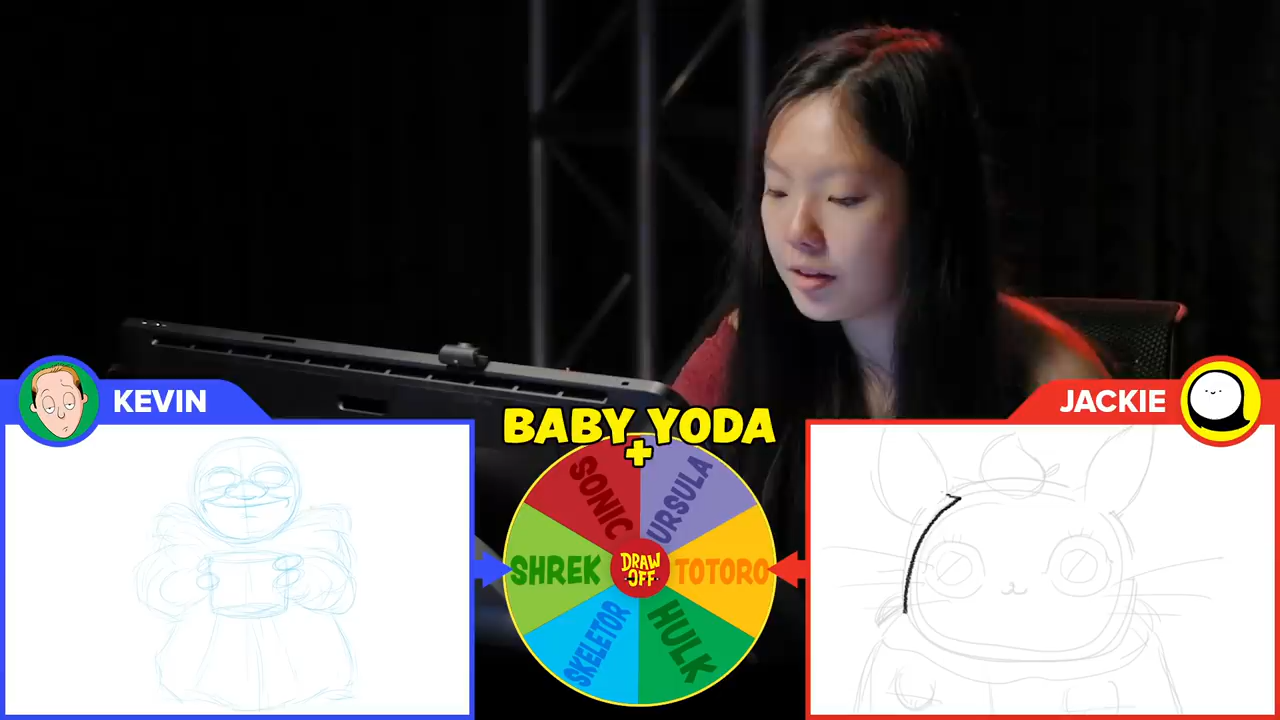 KEVIN
JACKIE
BABY YODA
+
SONIC
URSULA
SHREK
DRAW
OFF
TOTORO
SKELETOR
HULK